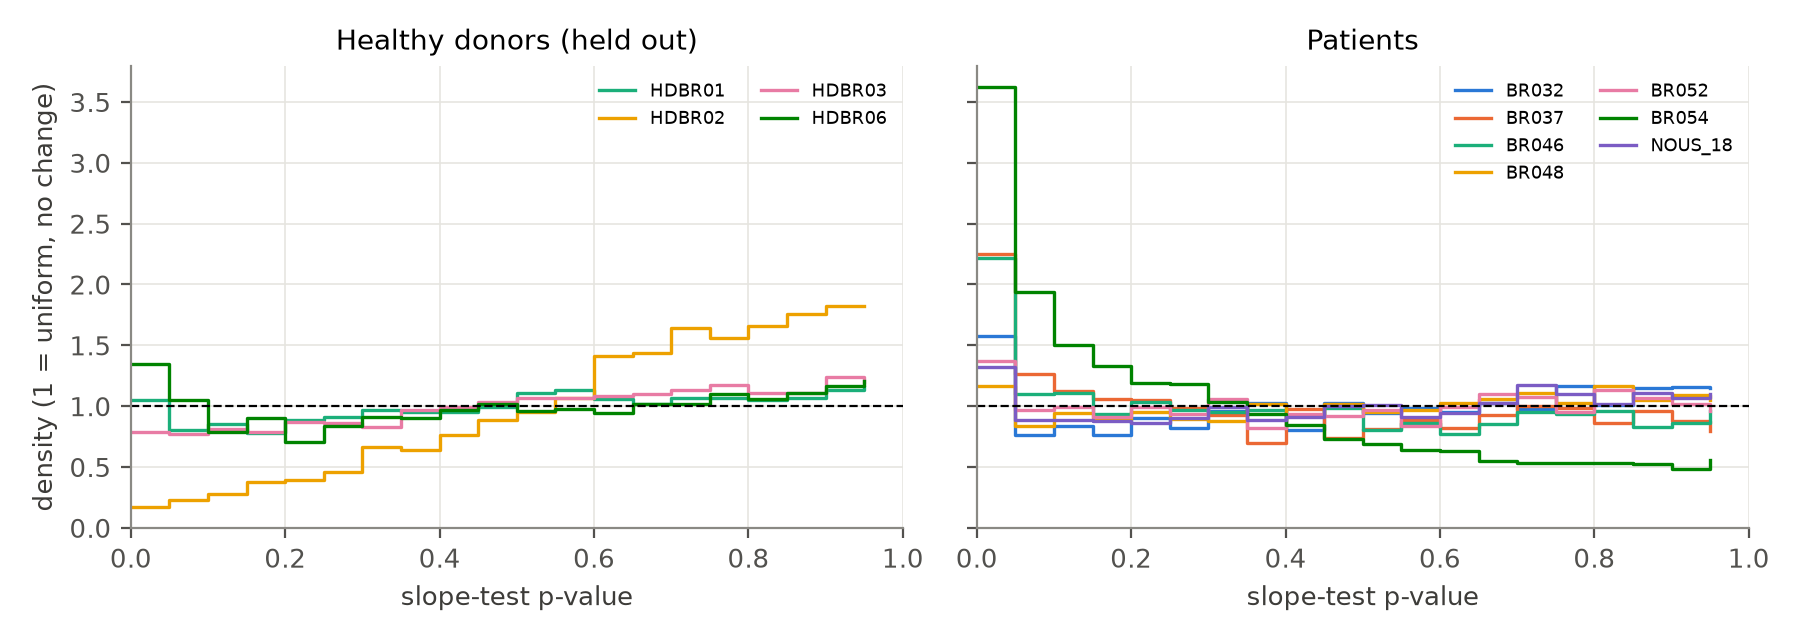 Healthy donors (held out)
Patients
density (1 = uniform, no change)
3.5
3.0
2.5
2.0
1.5
1.0
0.5
0.0
HDBR01
HDBR02
HDBR03
HDBR06
BR032
BR037
BR046
BR048
BR052
BR054
NOUS_18
0.0 0.2 0.4 0.6 0.8 1.0
0.0 0.2 0.4 0.6 0.8 1.0
slope-test p-value
slope-test p-value